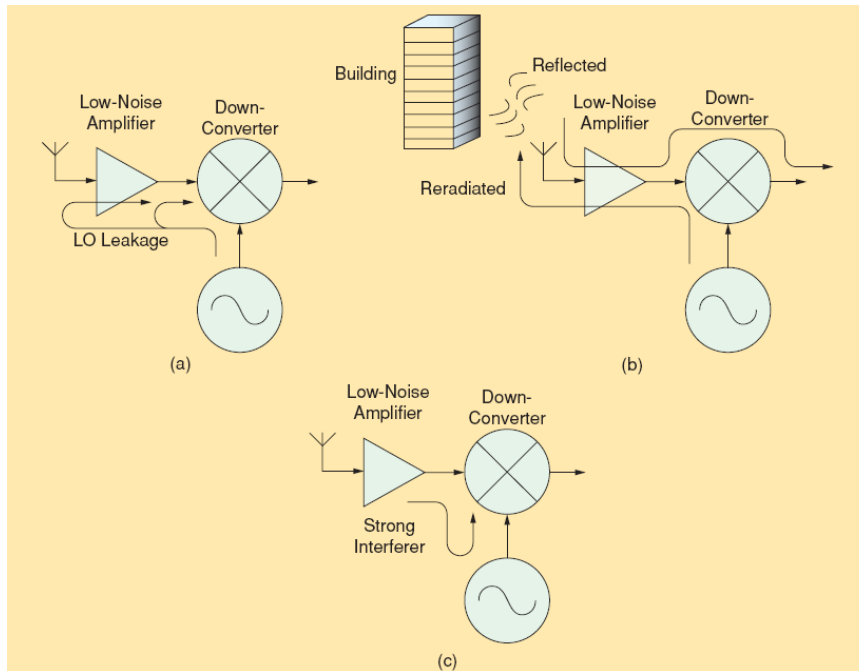 Low-Noise
Amplifier
Down-
Converter
LO Leakage
(a)
Building
Reflected
Low-Noise
Amplifier
Down-
Converter
Reradiated
(b)
Low-Noise
Amplifier
Down-
Converter
Strong
Interferer
(c)